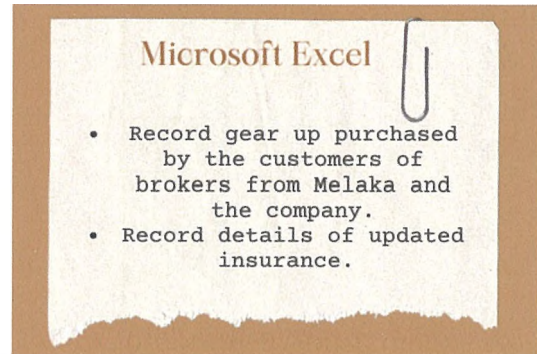 Microsoft Excel
• Record gear up purchased
by the customers of
brokers from Melaka and
the company.
• Record details of updated
insurance.